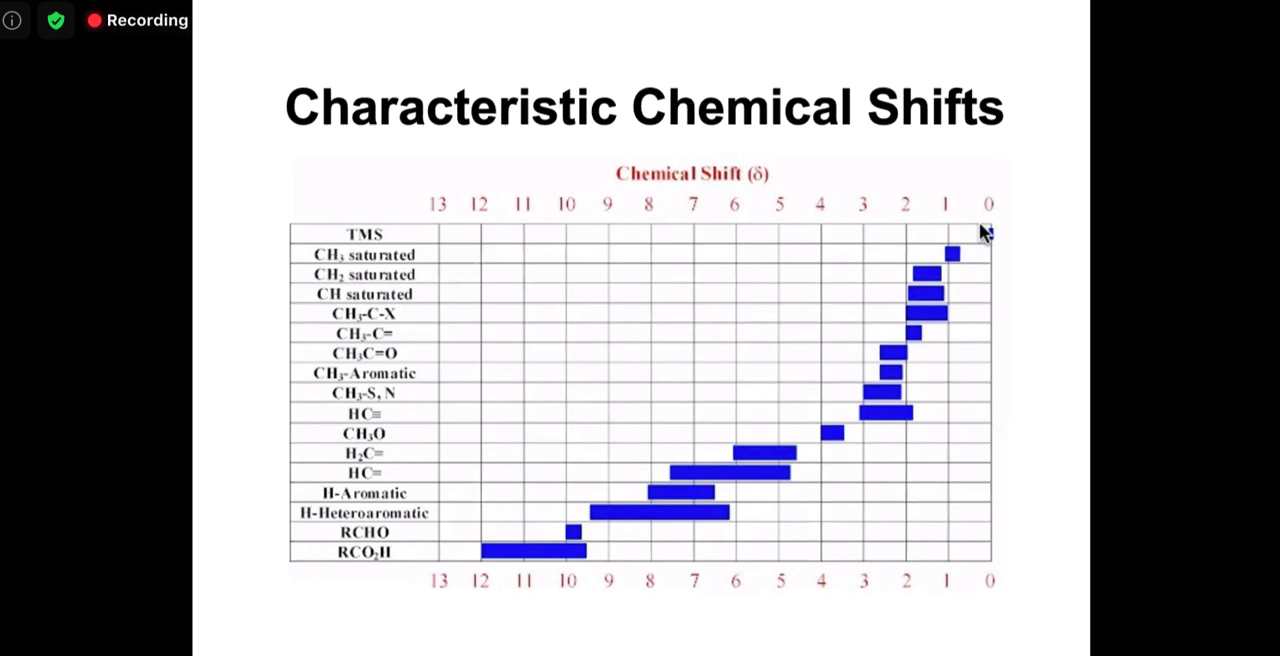 Recording
Characteristic Chemical Shifts
Chemical Shift (δ)
13 12 11 10 9 8 7 6 5 4 3 2 1 0
TMS
CH₃ saturated
CH₂ saturated
CH saturated
CH₃-C-X
CH₃-C=
CH₃C=O
CH₃-Aromatic
CH₃-S, N
HC≡
CH₃O
H₂C=
HC=
H-Aromatic
H-Heteroaromatic
RCHO
RCO₂H
13 12 11 10 9 8 7 6 5 4 3 2 1 0